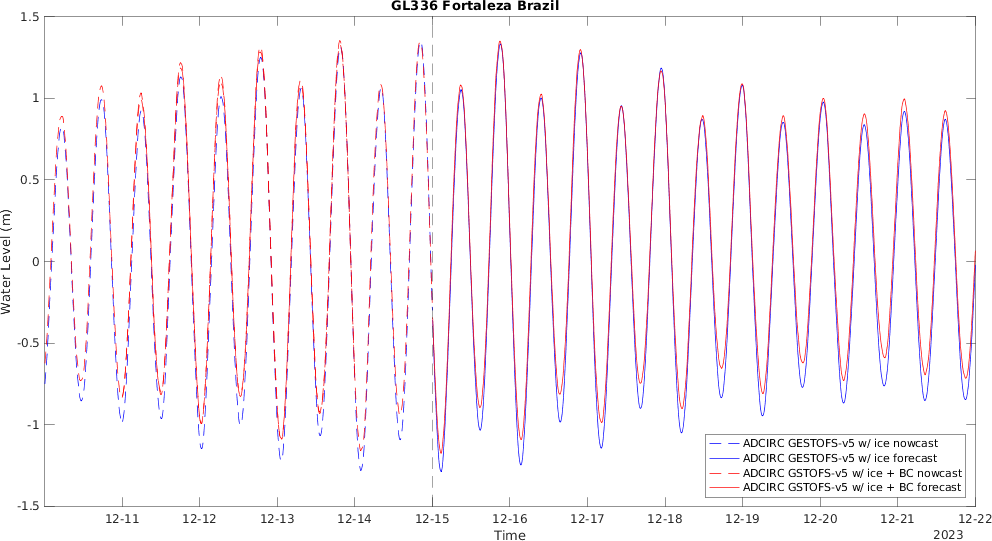 GL336 Fortaleza Brazil
1.5
1
0.5
0
-0.5
-1
-1.5
Water Level (m)
ADCIRC GESTOFS-v5 w/ ice nowcast
ADCIRC GESTOFS-v5 w/ ice forecast
ADCIRC GSTOFS-v5 w/ ice + BC nowcast
ADCIRC GSTOFS-v5 w/ ice + BC forecast
12-11 12-12 12-13 12-14 12-15 12-16 12-17 12-18 12-19 12-20 12-21 12-22
Time
2023